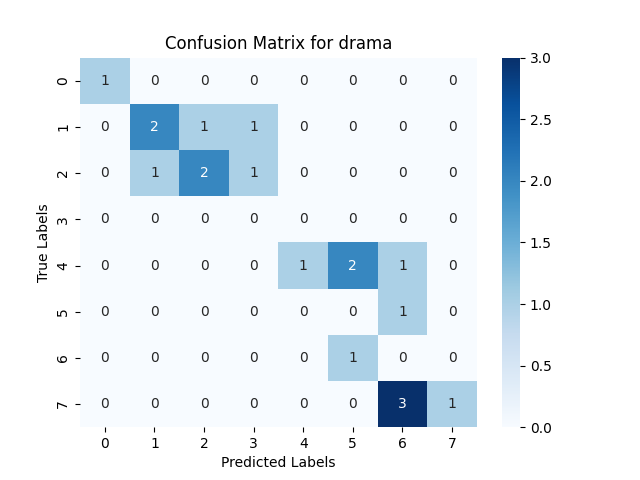 Confusion Matrix for drama
0 1 0 0 0 0 0 0 0
1 0 2 1 1 0 0 0 0
2 0 1 2 1 0 0 0 0
3 0 0 0 0 0 0 0 0
4 0 0 0 0 1 2 1 0
5 0 0 0 0 0 0 1 0
6 0 0 0 0 0 1 0 0
7 0 0 0 0 0 0 3 1
0 1 2 3 4 5 6 7
True Labels
Predicted Labels
3.0
2.5
2.0
1.5
1.0
0.5
0.0